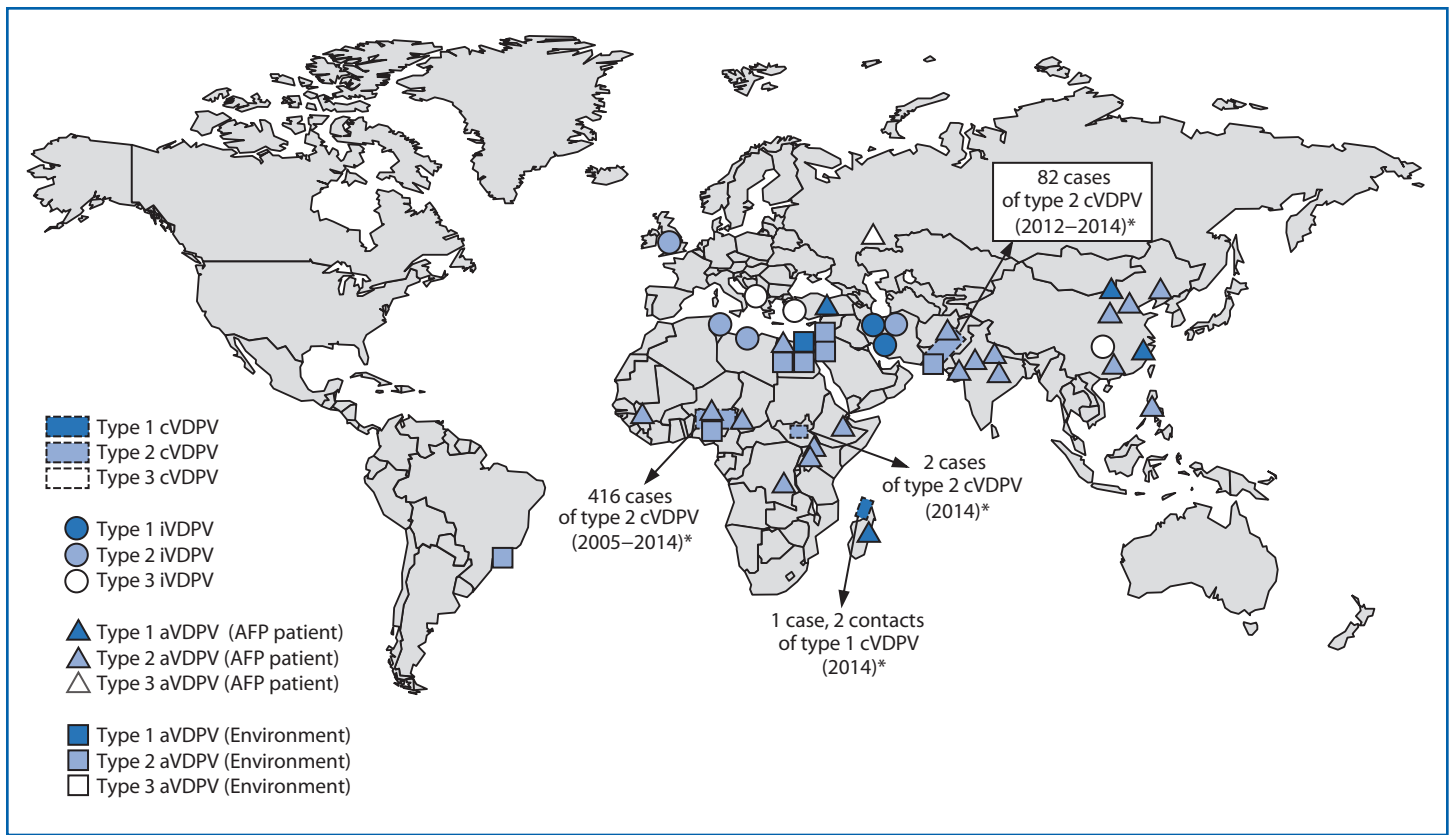 82 cases
of type 2 cVDPV
(2012–2014)*
Type 1 cVDPV
Type 2 cVDPV
Type 3 cVDPV
2 cases
of type 2 cVDPV
(2014)*
416 cases
of type 2 cVDPV
(2005–2014)*
Type 1 iVDPV
Type 2 iVDPV
Type 3 iVDPV
1 case, 2 contacts
of type 1 cVDPV
(2014)*
Type 1 aVDPV (AFP patient)
Type 2 aVDPV (AFP patient)
Type 3 aVDPV (AFP patient)
Type 1 aVDPV (Environment)
Type 2 aVDPV (Environment)
Type 3 aVDPV (Environment)